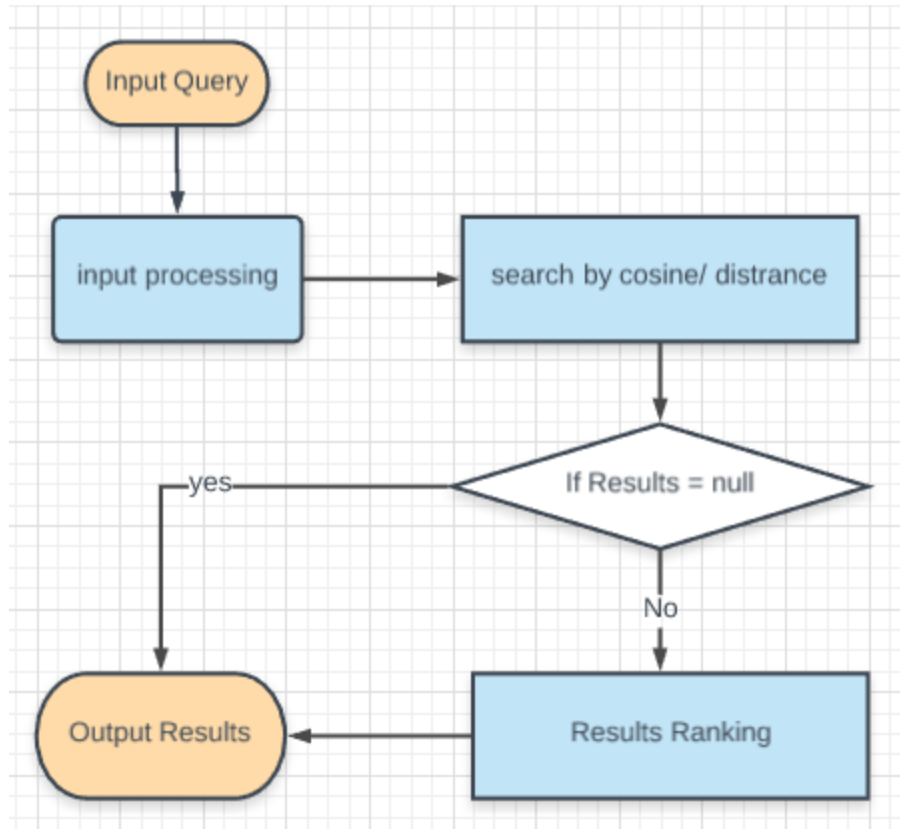 Input Query
input processing
search by cosine/ distrance
If Results = null
yes
No
Output Results
Results Ranking